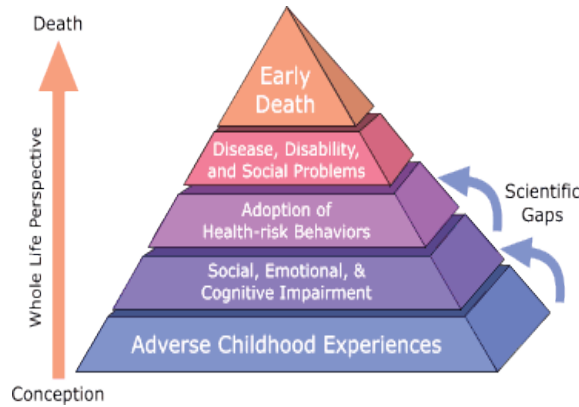 Death
Early
Death
Disease, Disability,
and Social Problems
Scientific
Gaps
Adoption of
Health-risk Behaviors
Social, Emotional, &
Cognitive Impairment
Adverse Childhood Experiences
Whole Life Perspective
Conception